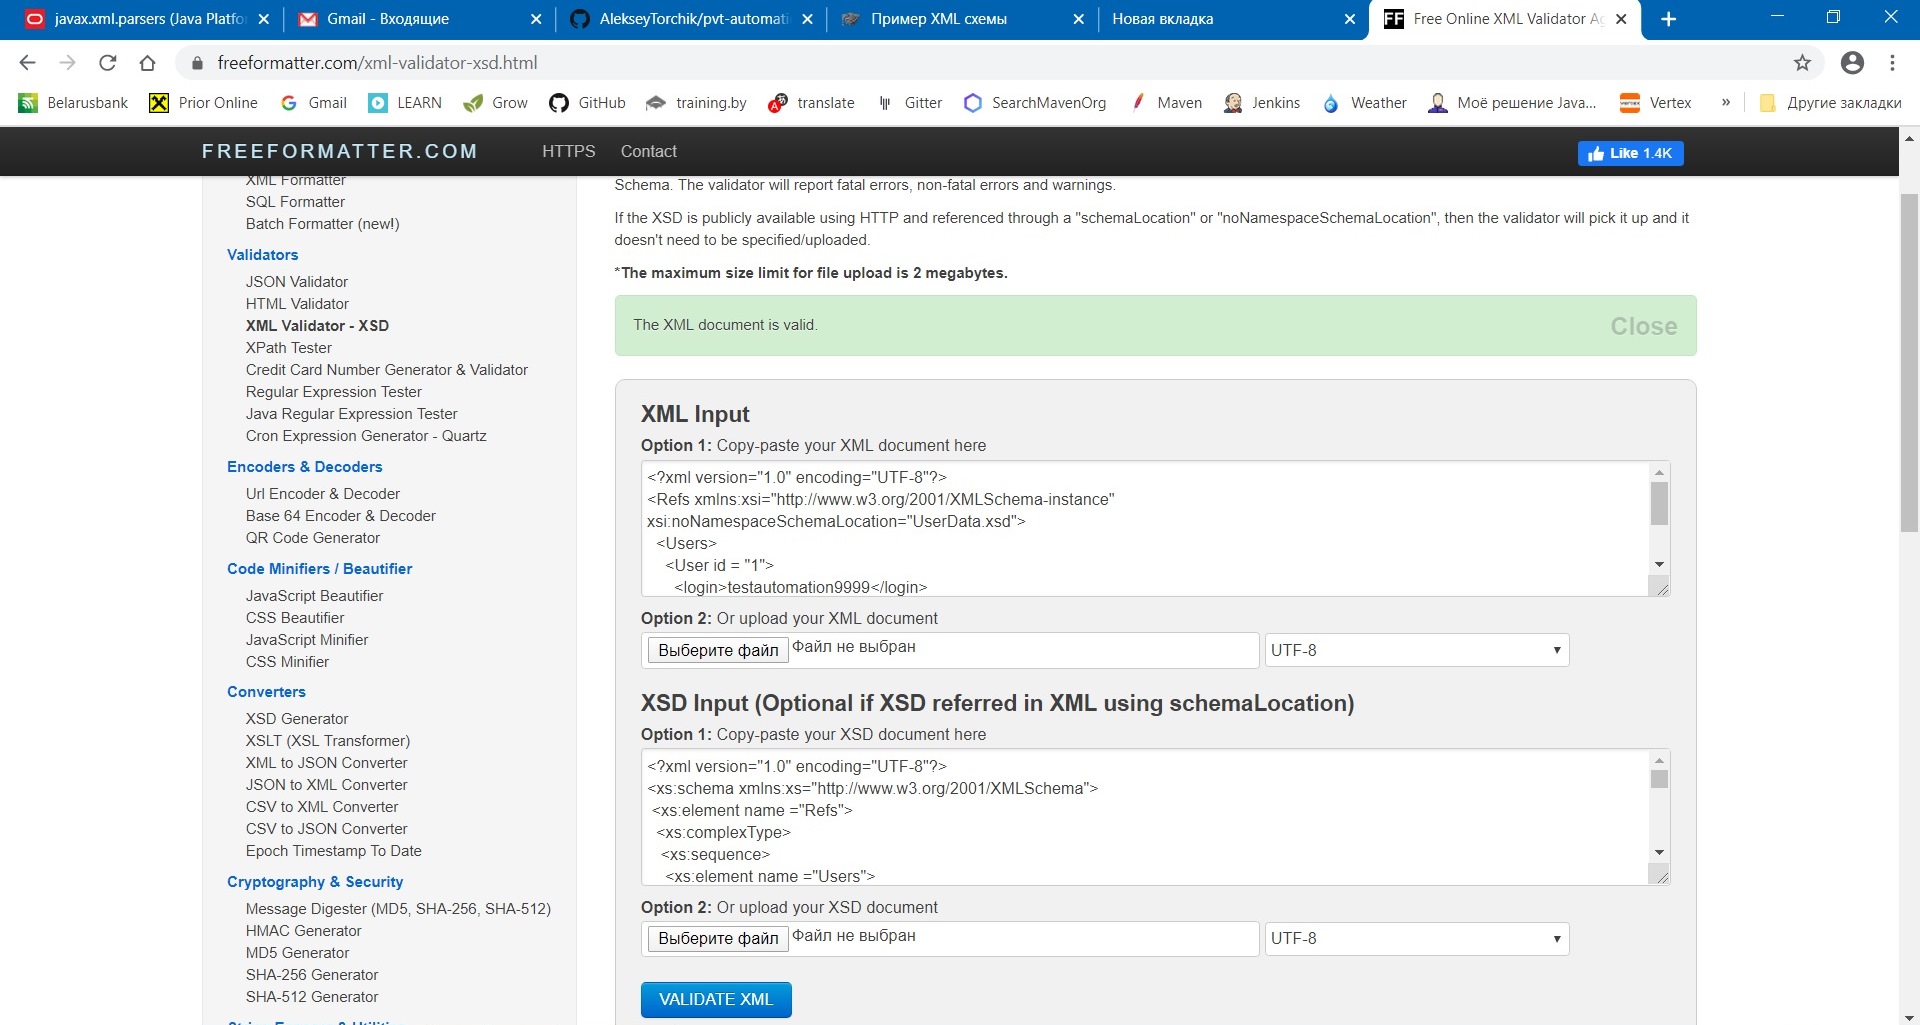 javax.xml.parsers (Java Platfo
Gmail - Входящие
AlekseyTorchik/pvt-automati
Пример XML схемы
Новая вкладка
FF Free Online XML Validator Ag
freeformatter.com/xml-validator-xsd.html
Belarusbank
Prior Online
Gmail
LEARN
Grow
GitHub
training.by
translate
Gitter
SearchMavenOrg
Maven
Jenkins
Weather
Моё решение Java...
Vertex
»
Другие закладки
FREEFORMATTER.COM
HTTPS
Contact
Like 1.4K
XML Formatter
SQL Formatter
Batch Formatter (new!)
Validators
JSON Validator
HTML Validator
XML Validator - XSD
XPath Tester
Credit Card Number Generator & Validator
Regular Expression Tester
Java Regular Expression Tester
Cron Expression Generator - Quartz
Encoders & Decoders
Url Encoder & Decoder
Base 64 Encoder & Decoder
QR Code Generator
Code Minifiers / Beautifier
JavaScript Beautifier
CSS Beautifier
JavaScript Minifier
CSS Minifier
Converters
XSD Generator
XSLT (XSL Transformer)
XML to JSON Converter
JSON to XML Converter
CSV to XML Converter
CSV to JSON Converter
Epoch Timestamp To Date
Cryptography & Security
Message Digester (MD5, SHA-256, SHA-512)
HMAC Generator
MD5 Generator
SHA-256 Generator
SHA-512 Generator
Schema. The validator will report fatal errors, non-fatal errors and warnings.
If the XSD is publicly available using HTTP and referenced through a "schemaLocation" or "noNamespaceSchemaLocation", then the validator will pick it up and it
doesn't need to be specified/uploaded.
*The maximum size limit for file upload is 2 megabytes.
The XML document is valid.
Close
XML Input
Option 1: Copy-paste your XML document here
<?xml version="1.0" encoding="UTF-8"?>
<Refs xmlns:xsi="http://www.w3.org/2001/XMLSchema-instance"
xsi:noNamespaceSchemaLocation="UserData.xsd">
<Users>
<User id = "1">
<login>testautomation9999</login>
Option 2: Or upload your XML document
Выберите файл Файл не выбран
UTF-8
XSD Input (Optional if XSD referred in XML using schemaLocation)
Option 1: Copy-paste your XSD document here
<?xml version="1.0" encoding="UTF-8"?>
<xs:schema xmlns:xs="http://www.w3.org/2001/XMLSchema">
<xs:element name ="Refs">
<xs:complexType>
<xs:sequence>
<xs:element name ="Users">
Option 2: Or upload your XSD document
Выберите файл Файл не выбран
UTF-8
VALIDATE XML